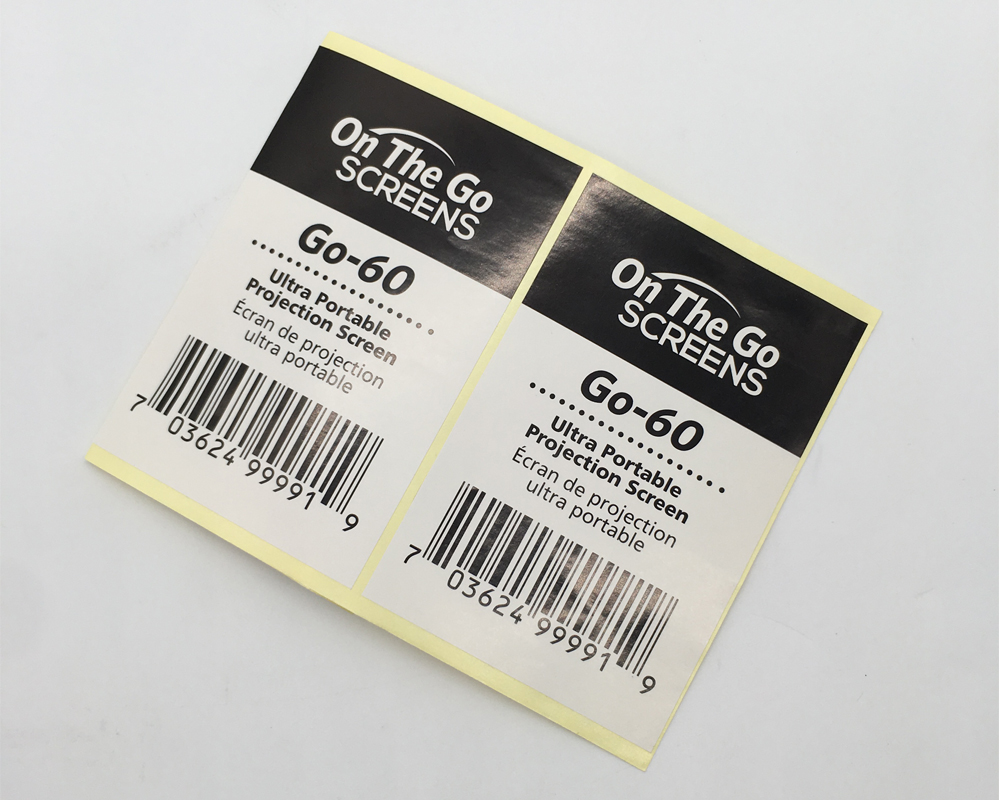 On The Go
SCREENS
Go-60
Ultra Portable
Projection Screen
Écran de projection
ultra portable
7 03624 99991 9
On The Go
SCREENS
Go-60
Ultra Portable
Projection Screen
Écran de projection
ultra portable
7 03624 99991 9